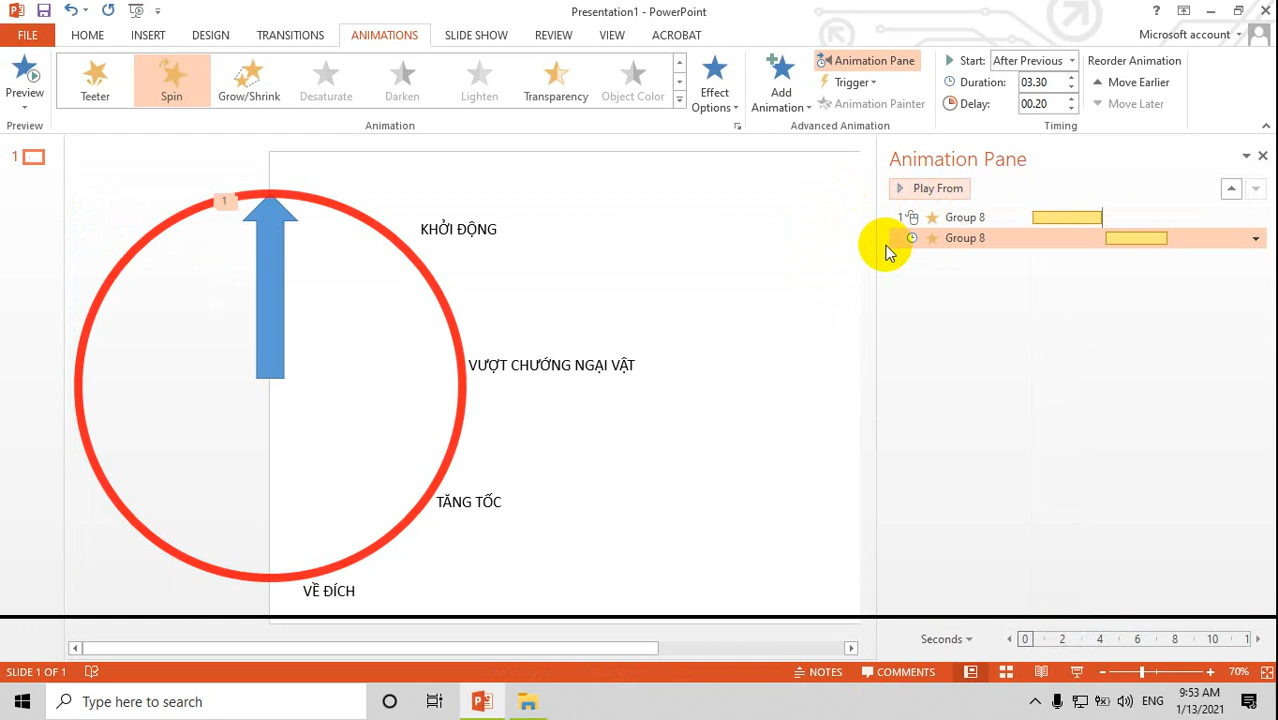 Presentation1 - PowerPoint
FILE HOME INSERT DESIGN TRANSITIONS ANIMATIONS SLIDE SHOW REVIEW VIEW ACROBAT Microsoft account
Preview Teeter Spin Grow/Shrink Desaturate Darken Lighten Transparency Object Color Effect Options Add Animation Animation Pane Trigger Animation Painter
Start: After Previous Reorder Animation
Duration: 03.30 Move Earlier
Delay: 00.20 Move Later
Preview Animation Advanced Animation Timing
1
Animation Pane
Play From
1 Group 8
Group 8
1
KHỞI ĐỘNG
VƯỢT CHƯỚNG NGẠI VẬT
TĂNG TỐC
VỀ ĐÍCH
Seconds 0 2 4 6 8 10 1
SLIDE 1 OF 1 NOTES COMMENTS 70%
Type here to search ENG 9:53 AM
1/13/2021